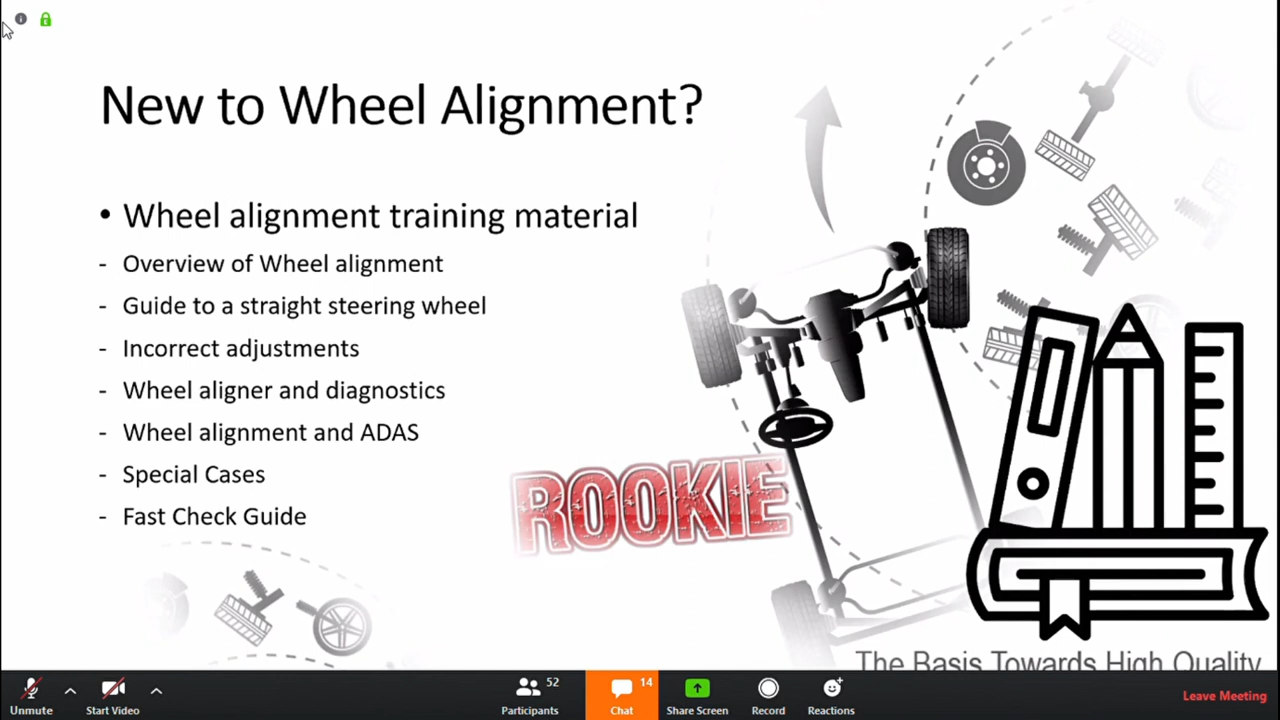 New to Wheel Alignment?
• Wheel alignment training material
- Overview of Wheel alignment
- Guide to a straight steering wheel
- Incorrect adjustments
- Wheel aligner and diagnostics
- Wheel alignment and ADAS
- Special Cases
- Fast Check Guide
ROOKIE
The Basis Towards High Quality
52
14
Unmute
Start Video
Participants
Chat
Share Screen
Record
Reactions
Leave Meeting